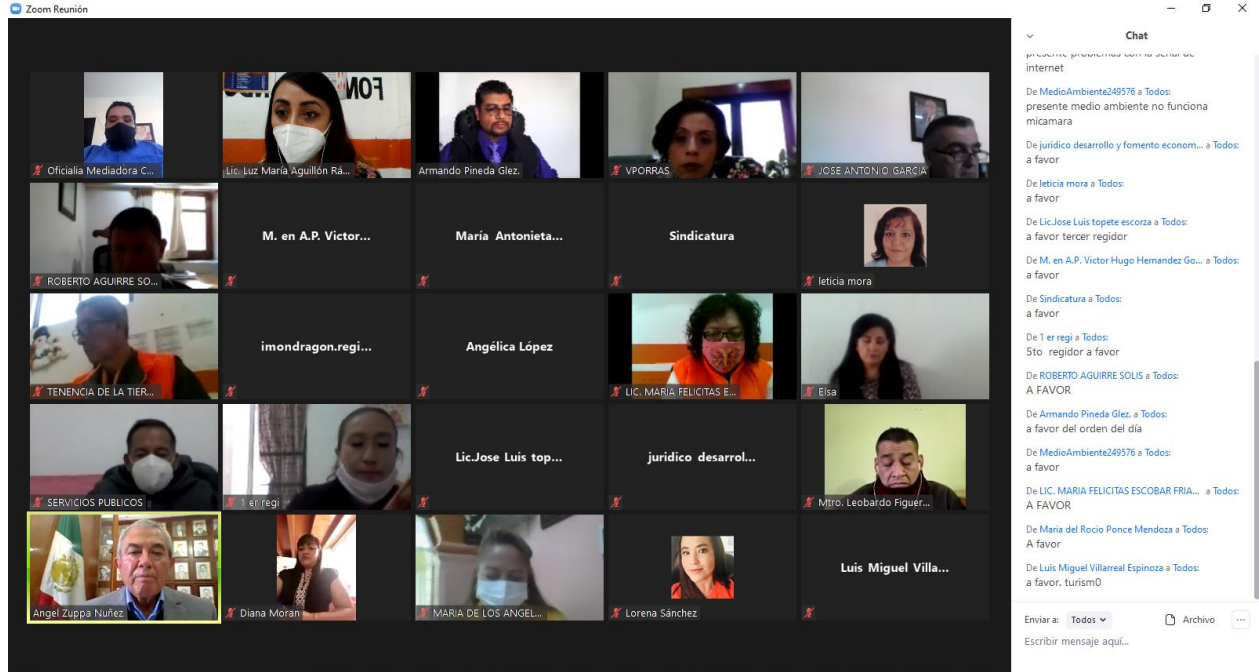 Zoom Reunión
FON
Oficialia Mediadora C...
Lic. Luz María Aguillón Rá...
Armando Pineda Glez.
VPORRAS
JOSE ANTONIO GARCIA
ROBERTO AGUIRRE SO...
M. en A.P. Victor...
María Antonieta...
Sindicatura
leticia mora
TENENCIA DE LA TIER...
imondragon.regi...
Angélica López
LIC. MARIA FELICITAS E...
Elsa
SERVICIOS PUBLICOS
1 er regi
Lic.Jose Luis top...
juridico desarrol...
Mtro. Leobardo Figuer...
Angel Zuppa Nuñez
Diana Moran
MARIA DE LOS ANGEL...
Lorena Sánchez
Luis Miguel Villa...
Chat
presente problemas con la señal de
internet
De MedioAmbiente249576 a Todos:
presente medio ambiente no funciona
micamara
De juridico desarrollo y fomento econom... a Todos:
a favor
De leticia mora a Todos:
a favor
De Lic.Jose Luis topete escorza a Todos:
a favor tercer regidor
De M. en A.P. Victor Hugo Hernandez Go... a Todos:
a favor
De Sindicatura a Todos:
a favor
De 1 er regi a Todos:
5to regidor a favor
De ROBERTO AGUIRRE SOLIS a Todos:
A FAVOR
De Armando Pineda Glez. a Todos:
a favor del orden del día
De MedioAmbiente249576 a Todos:
a favor
De LIC. MARIA FELICITAS ESCOBAR FRIA... a Todos:
A FAVOR
De Maria del Rocio Ponce Mendoza a Todos:
A favor
De Luis Miguel Villarreal Espinoza a Todos:
a favor. turism0
Enviar a: Todos
Archivo
Escribir mensaje aquí...